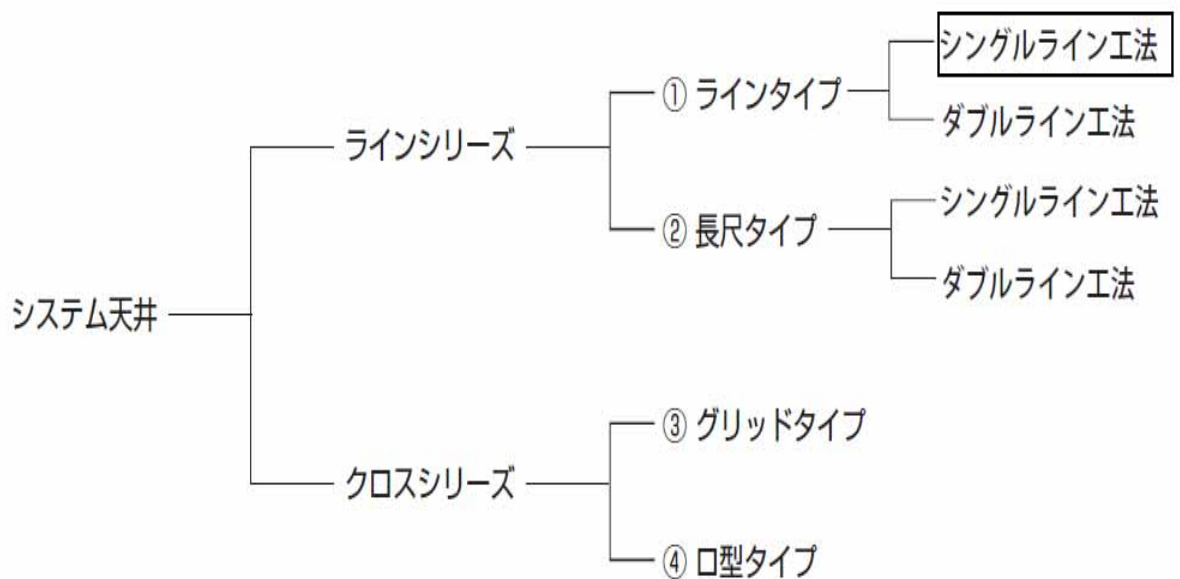 システム天井
ラインシリーズ
① ラインタイプ
シングルライン工法
ダブルライン工法
② 長尺タイプ
シングルライン工法
ダブルライン工法
クロスシリーズ
③ グリッドタイプ
④ ロ型タイプ